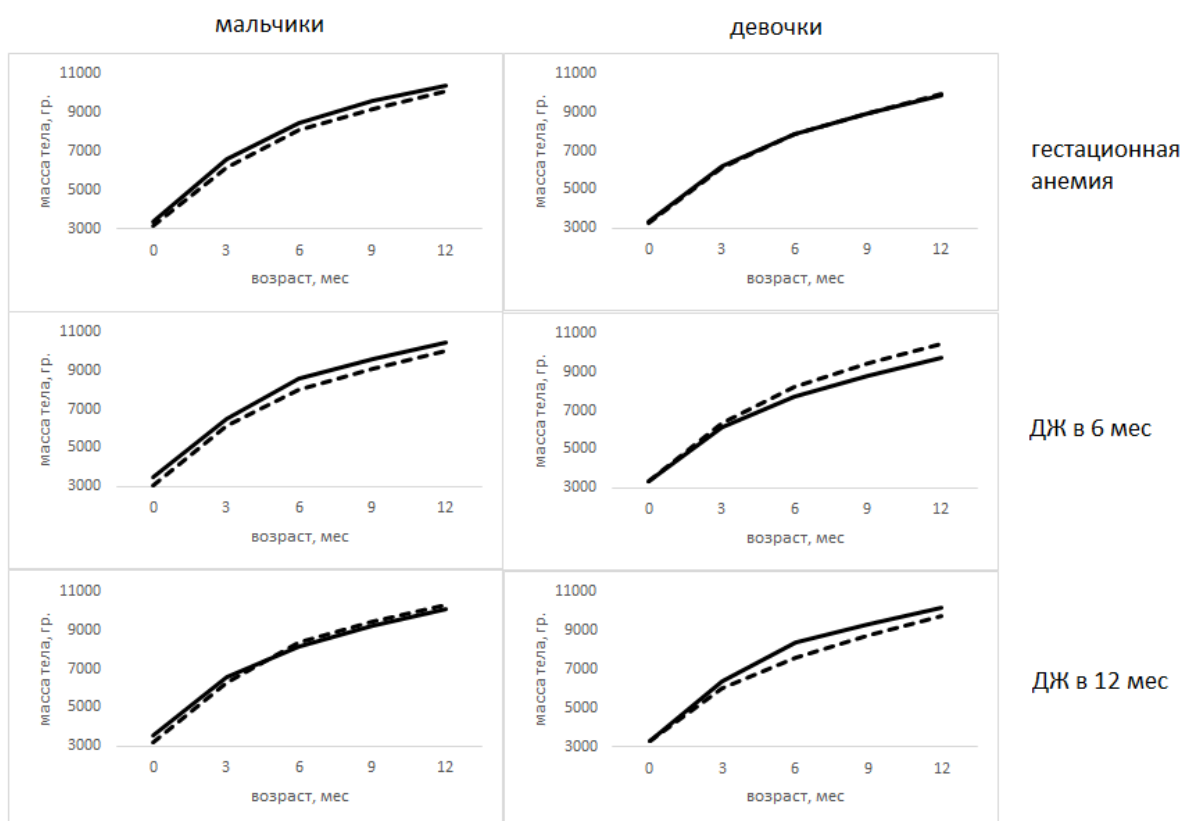 мальчики
девочки
11000
9000
7000
5000
3000
масса тела, гр.
0 3 6 9 12
возраст, мес
11000
9000
7000
5000
3000
масса тела, гр.
0 3 6 9 12
возраст, мес
гестационная
анемия
11000
9000
7000
5000
3000
масса тела, гр.
0 3 6 9 12
возраст, мес
11000
9000
7000
5000
3000
масса тела, гр.
0 3 6 9 12
возраст, мес
ДЖ в 6 мес
11000
9000
7000
5000
3000
масса тела, гр.
0 3 6 9 12
возраст, мес
11000
9000
7000
5000
3000
масса тела, гр.
0 3 6 9 12
возраст, мес
ДЖ в 12 мес